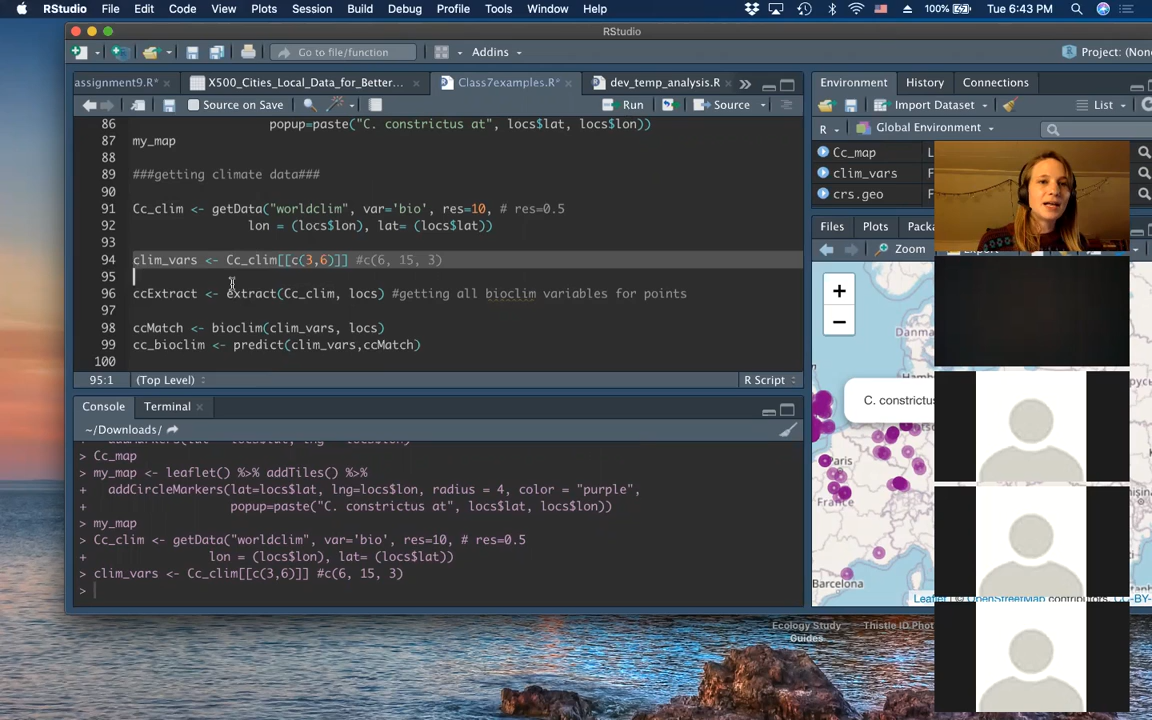 RStudio File Edit Code View Plots Session Build Debug Profile Tools Window Help 100% Tue 6:43 PM
RStudio
Go to file/function Addins Project: (None
assignment9.R* X500_Cities_Local_Data_for_Better... Class7examples.R* dev_temp_analysis.R
Source on Save Run Source
86 popup=paste("C. constrictus at", locs$lat, locs$lon))
87 my_map
88
89 ###getting climate data###
90
91 Cc_clim <- getData("worldclim", var='bio', res=10, # res=0.5
92 lon = (locs$lon), lat= (locs$lat))
93
94 clim_vars <- Cc_clim[[c(3,6)]] #c(6, 15, 3)
95
96 ccExtract <- extract(Cc_clim, locs) #getting all bioclim variables for points
97
98 ccMatch <- bioclim(clim_vars, locs)
99 cc_bioclim <- predict(clim_vars,ccMatch)
100
95:1 (Top Level) R Script
Console Terminal
~/Downloads/
> Cc_map
> my_map <- leaflet() %>% addTiles() %>%
+ addCircleMarkers(lat=locs$lat, lng=locs$lon, radius = 4, color = "purple",
+ popup=paste("C. constrictus at", locs$lat, locs$lon))
> my_map
> Cc_clim <- getData("worldclim", var='bio', res=10, # res=0.5
+ lon = (locs$lon), lat= (locs$lat))
> clim_vars <- Cc_clim[[c(3,6)]] #c(6, 15, 3)
>
Environment History Connections
Import Dataset List
R Global Environment
Cc_map L
clim_vars F
crs.geo F
Files Plots Packa
Zoom
+
−
Danma
Hamb
C. constrictus
Paris
France
Barcelona
Leaflet | © OpenStreetMap contributors, CC-BY-
Ecology Study
Guides
Thistle ID Phot